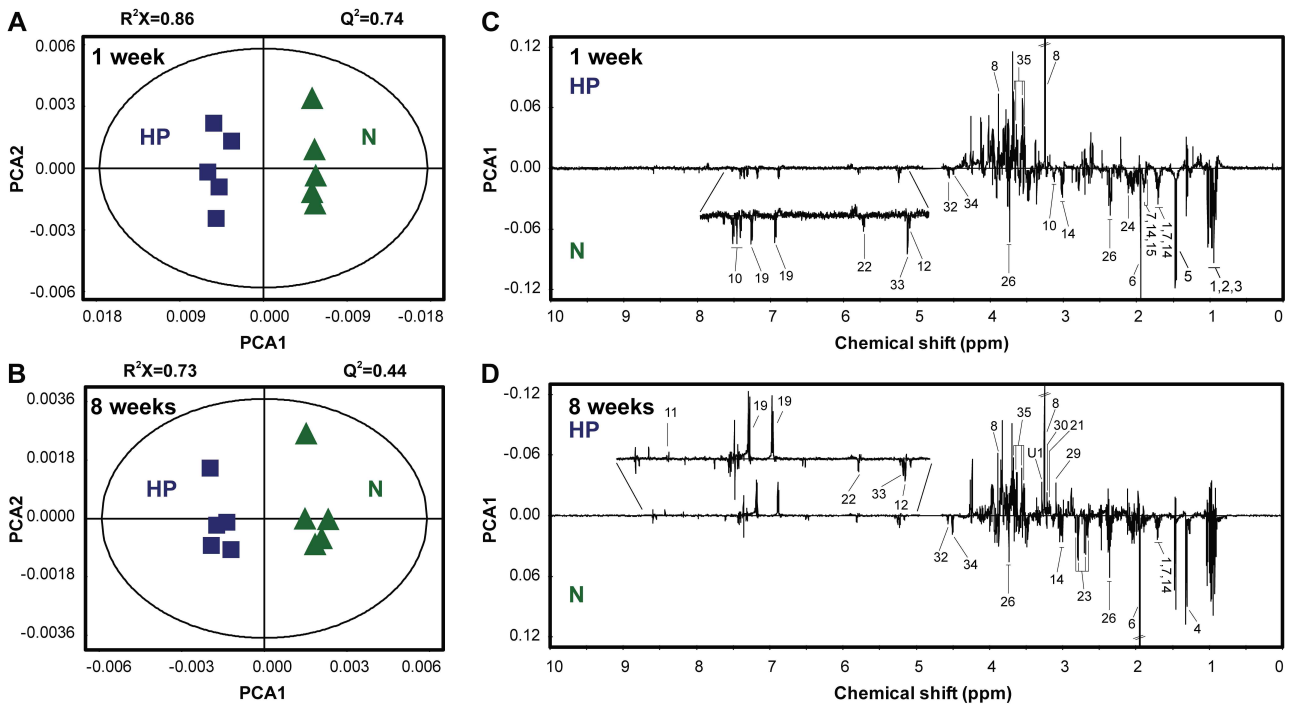 A
R²X=0.86 Q²=0.74
1 week
HP N
0.006
0.003
0.000
-0.003
-0.006
PCA2
0.018 0.009 0.000 -0.009 -0.018
PCA1
B
R²X=0.73 Q²=0.44
8 weeks
HP N
0.0036
0.0018
0.0000
-0.0018
-0.0036
PCA2
-0.006 -0.003 0.000 0.003 0.006
PCA1
C
1 week
HP
N
0.12
0.06
0.00
-0.06
-0.12
PCA1
8 35 8
32 34 10 14 24 7,14,15 1,7,14
10 19 19 22 33 12
26 26 6 5 1,2,3
10 9 8 7 6 5 4 3 2 1 0
Chemical shift (ppm)
D
8 weeks
HP
N
-0.12
-0.06
0.00
0.06
0.12
PCA1
11 19 19 8 35 8
30 21
U1 29
22 33 12
32 34 14 1,7,14
26 23 26 6 4
10 9 8 7 6 5 4 3 2 1 0
Chemical shift (ppm)